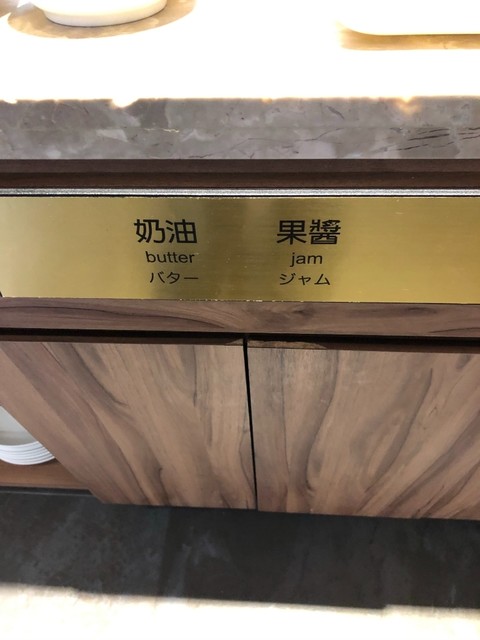 奶油 果醬
butter jam
バター ジャム